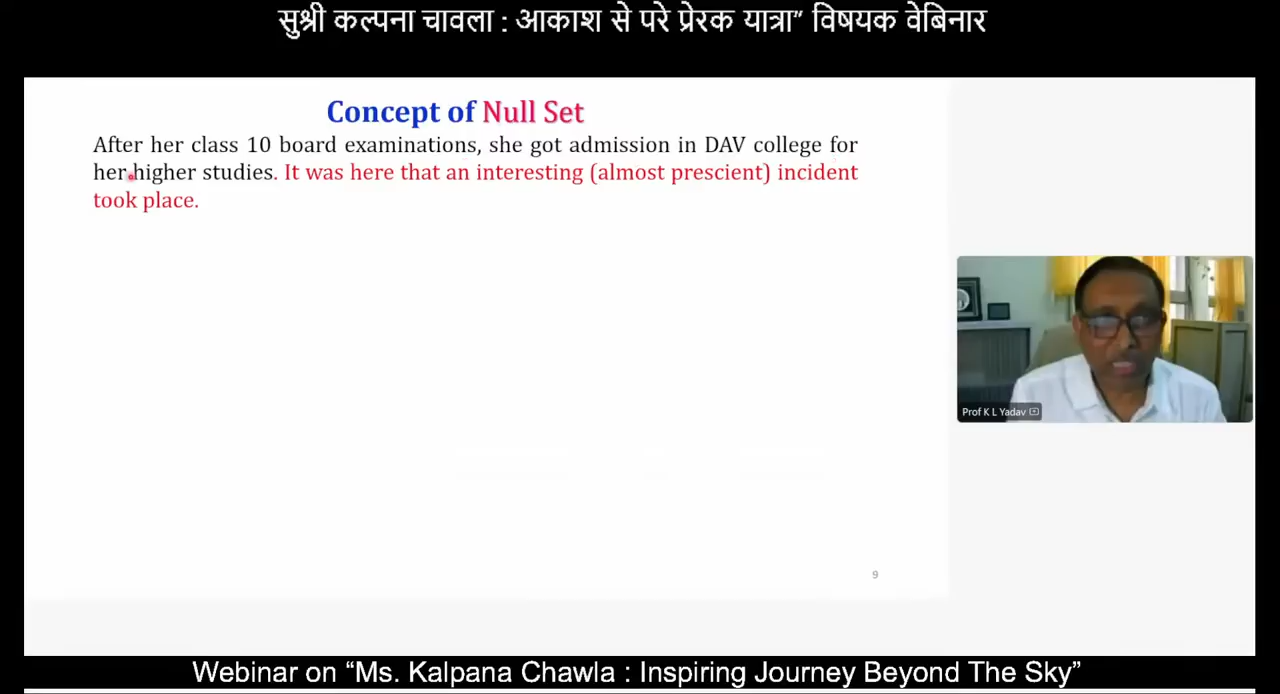 सुश्री कल्पना चावला : आकाश से परे प्रेरक यात्रा” विषयक वेबिनार
Concept of Null Set
After her class 10 board examinations, she got admission in DAV college for
her higher studies. It was here that an interesting (almost prescient) incident
took place.
Prof K L Yadav
9
Webinar on “Ms. Kalpana Chawla : Inspiring Journey Beyond The Sky”